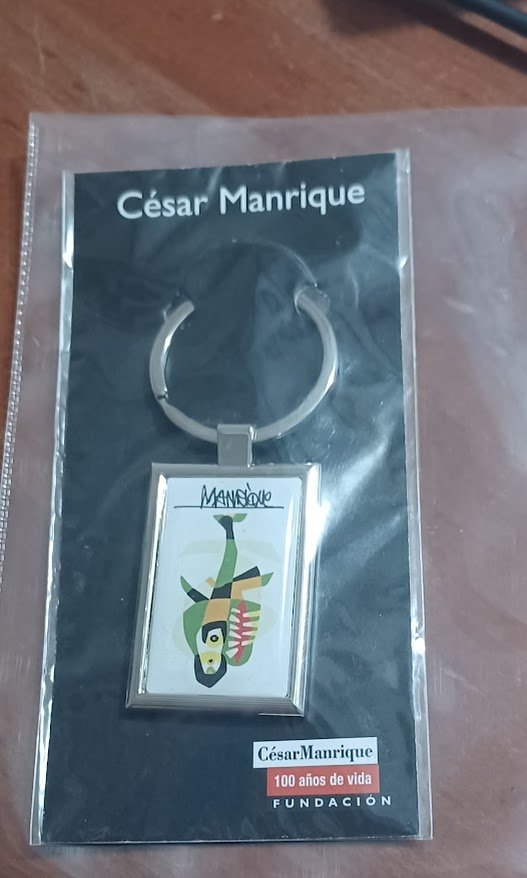 César Manrique
MANRIQUE
CésarManrique
100 años de vida
FUNDACIÓN